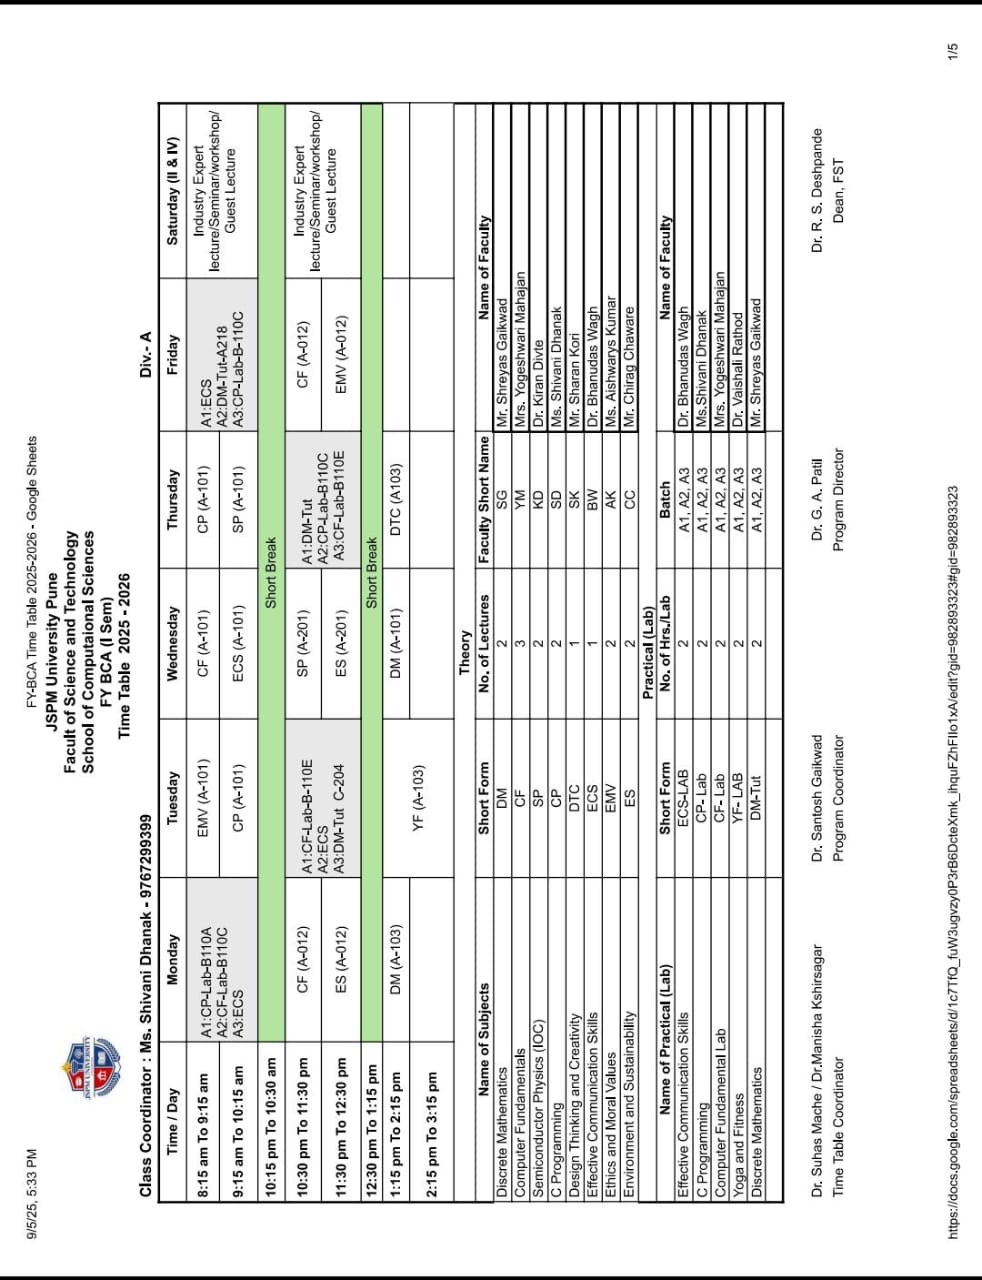 9/5/25, 5:33 PM
FY-BCA Time Table 2025-2026 - Google Sheets
JSPM UNIVERSITY
JSPM University Pune
Facult of Science and Technology
School of Computaional Sciences
FY BCA (I Sem)
Time Table 2025 - 2026
Class Coordinator : Ms. Shivani Dhanak - 9767299399
Div.- A
Time / Day Monday Tuesday Wednesday Thursday Friday Saturday (II & IV)
8:15 am To 9:15 am
A1:CP-Lab-B110A
A2:CF-Lab-B110C
A3:ECS
EMV (A-101)
CF (A-101)
CP (A-101)
A1:ECS
A2:DM-Tut-A218
A3:CP-Lab-B-110C
Industry Expert
lecture/Seminar/workshop/
Guest Lecture
9:15 am To 10:15 am
CP (A-101)
ECS (A-101)
SP (A-101)
10:15 pm To 10:30 am
Short Break
10:30 pm To 11:30 pm
CF (A-012)
A1:CF-Lab-B-110E
A2:ECS
A3:DM-Tut C-204
SP (A-201)
A1:DM-Tut
A2:CP-Lab-B110C
A3:CF-Lab-B110E
CF (A-012)
Industry Expert
lecture/Seminar/workshop/
Guest Lecture
11:30 pm To 12:30 pm
ES (A-012)
ES (A-201)
EMV (A-012)
12:30 pm To 1:15 pm
Short Break
1:15 pm To 2:15 pm
DM (A-103)
DM (A-101)
DTC (A103)
2:15 pm To 3:15 pm
YF (A-103)
Theory
Name of Subjects Short Form No. of Lectures Faculty Short Name Name of Faculty
Discrete Mathematics DM 2 SG Mr. Shreyas Gaikwad
Computer Fundamentals CF 3 YM Mrs. Yogeshwari Mahajan
Semiconductor Physics (IOC) SP 2 KD Dr. Kiran Divte
C Programming CP 2 SD Ms. Shivani Dhanak
Design Thinking and Creativity DTC 1 SK Mr. Sharan Kori
Effective Communication Skills ECS 1 BW Dr. Bhanudas Wagh
Ethics and Moral Values EMV 2 AK Ms. Aishwarys Kumar
Environment and Sustainability ES 2 CC Mr. Chirag Chaware
Practical (Lab)
Name of Practical (Lab) Short Form No. of Hrs./Lab Batch Name of Faculty
Effective Communication Skills ECS-LAB 2 A1, A2, A3 Dr. Bhanudas Wagh
C Programming CP- Lab 2 A1, A2, A3 Ms.Shivani Dhanak
Computer Fundamental Lab CF- Lab 2 A1, A2, A3 Mrs. Yogeshwari Mahajan
Yoga and Fitness YF- LAB 2 A1, A2, A3 Dr. Vaishali Rathod
Discrete Mathematics DM-Tut 2 A1, A2, A3 Mr. Shreyas Gaikwad
Dr. Suhas Mache / Dr.Manisha Kshirsagar Dr. Santosh Gaikwad Dr. G. A. Patil Dr. R. S. Deshpande
Time Table Coordinator Program Coordinator Program Director Dean, FST
1/5